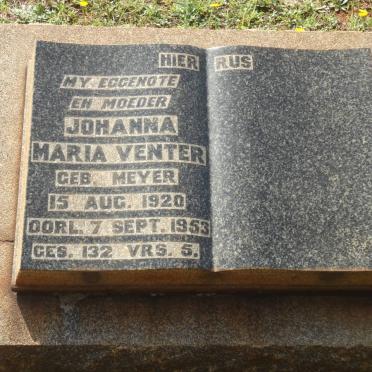 HIER RUS
MY EGGENOTE
EN MOEDER
JOHANNA
MARIA VENTER
GEB. MEYER
15 AUG. 1920
OORL. 7 SEPT. 1953
GES. 132 VRS. 5.